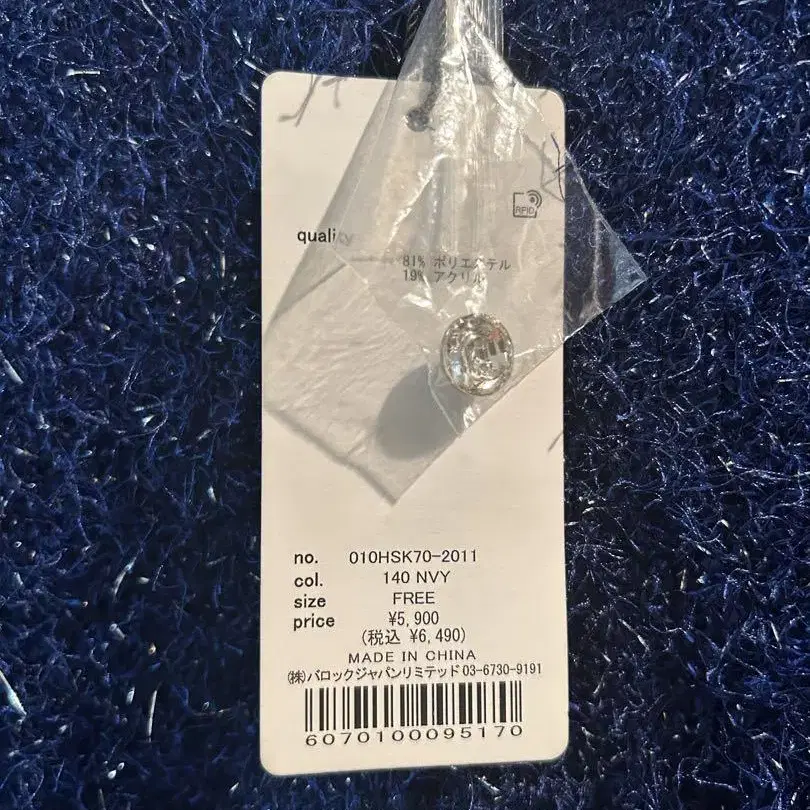 RFID
quality
81% ポリエステル
19% アクリル
no. 010HSK70-2011
col. 140 NVY
size FREE
price ¥5,900
(税込 ¥6,490)
MADE IN CHINA
(株)バロックジャパンリミテッド 03-6730-9191
6070100095170